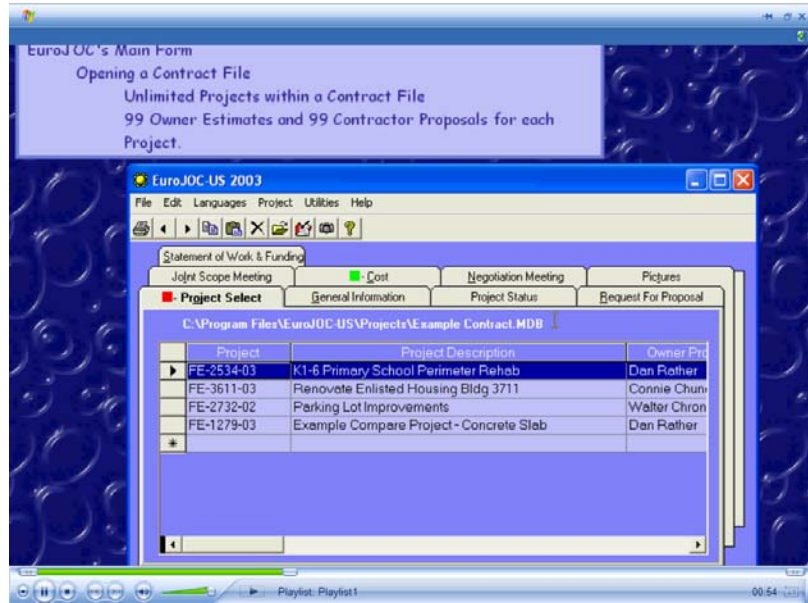 EuroJOC's Main Form
Opening a Contract File
Unlimited Projects within a Contract File
99 Owner Estimates and 99 Contractor Proposals for each
Project.
EuroJOC-US 2003
File Edit Languages Project Utilities Help
Statement of Work & Funding
Joint Scope Meeting - Cost Negotiation Meeting Pictures
- Project Select General Information Project Status Request For Proposal
C:\Program Files\EuroJOC-US\Projects\Example Contract.MDB
Project Project Description Owner Pro
FE-2534-03 K1-6 Primary School Perimeter Rehab Dan Rather
FE-3611-03 Renovate Enlisted Housing Bldg 3711 Connie Chun
FE-2732-02 Parking Lot Improvements Walter Chron
FE-1279-03 Example Compare Project - Concrete Slab Dan Rather
Playlist: Playlist1 00:54